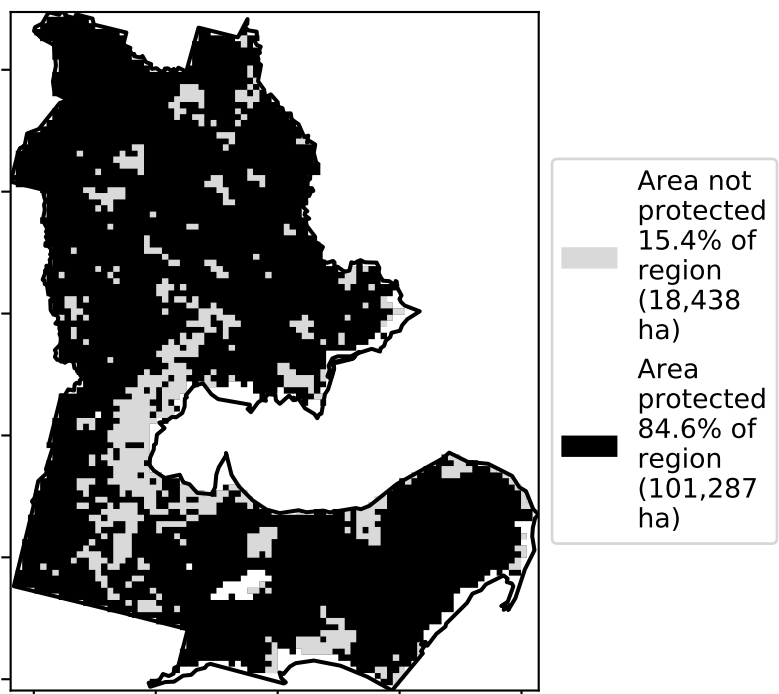 Area not
protected
15.4% of
region
(18,438
ha)
Area
protected
84.6% of
region
(101,287
ha)